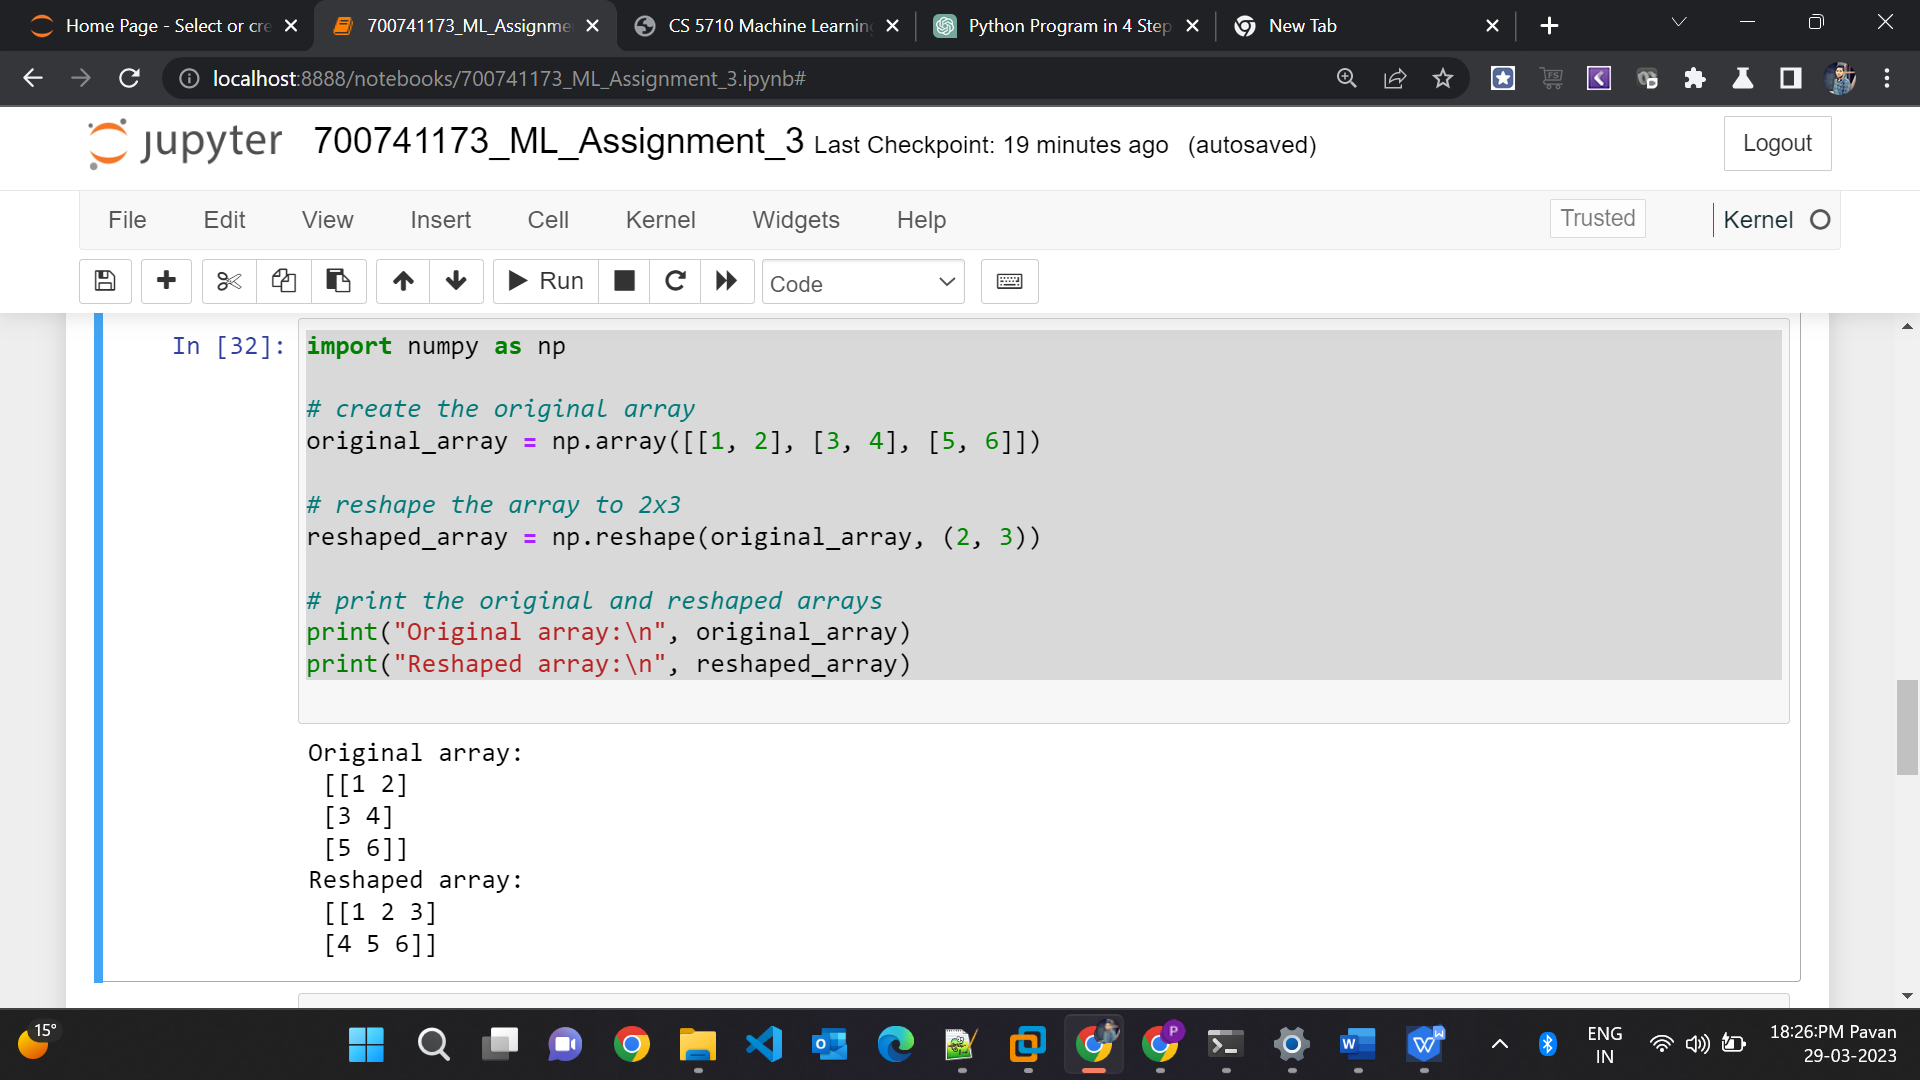 Home Page - Select or cre
700741173_ML_Assignme
CS 5710 Machine Learning
Python Program in 4 Step
New Tab
localhost:8888/notebooks/700741173_ML_Assignment_3.ipynb#
jupyter 700741173_ML_Assignment_3 Last Checkpoint: 19 minutes ago (autosaved)
Logout
File Edit View Insert Cell Kernel Widgets Help
Trusted
Kernel
Run
Code
In [32]:
import numpy as np
# create the original array
original_array = np.array([[1, 2], [3, 4], [5, 6]])
# reshape the array to 2x3
reshaped_array = np.reshape(original_array, (2, 3))
# print the original and reshaped arrays
print("Original array:\n", original_array)
print("Reshaped array:\n", reshaped_array)
Original array:
[[1 2]
[3 4]
[5 6]]
Reshaped array:
[[1 2 3]
[4 5 6]]
15°
ENG
IN
18:26:PM Pavan
29-03-2023